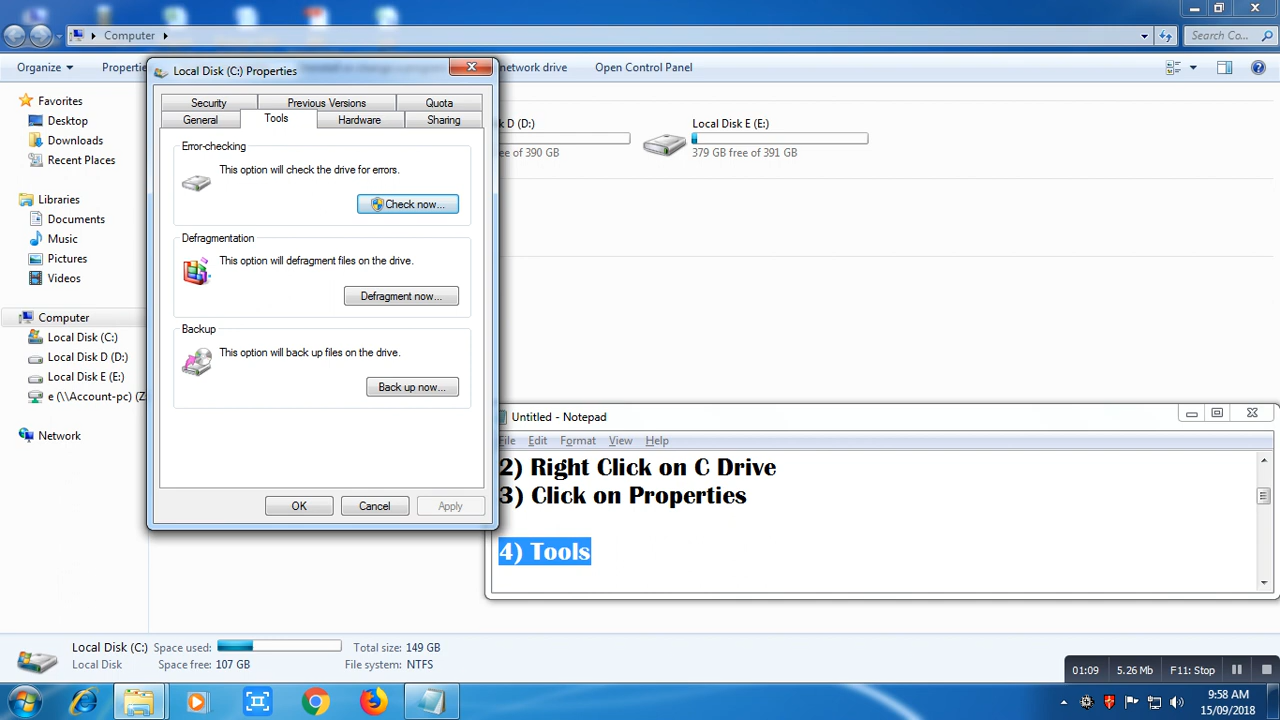 Computer
Search Co...
Organize
Properti
network drive
Open Control Panel
Local Disk (C:) Properties
Security
Previous Versions
Quota
General
Tools
Hardware
Sharing
Error-checking
This option will check the drive for errors.
Check now...
Defragmentation
This option will defragment files on the drive.
Defragment now...
Backup
This option will back up files on the drive.
Back up now...
OK
Cancel
Apply
Favorites
Desktop
Downloads
Recent Places
Libraries
Documents
Music
Pictures
Videos
Computer
Local Disk (C:)
Local Disk D (D:)
Local Disk E (E:)
e (\\Account-pc) (Z
Network
D (D:)
ee of 390 GB
Local Disk E (E:)
379 GB free of 391 GB
Untitled - Notepad
File Edit Format View Help
2) Right Click on C Drive
3) Click on Properties
4) Tools
Local Disk (C:) Space used: Total size: 149 GB
Local Disk Space free: 107 GB File system: NTFS
01:09 5.26 Mb F11: Stop
9:58 AM
15/09/2018